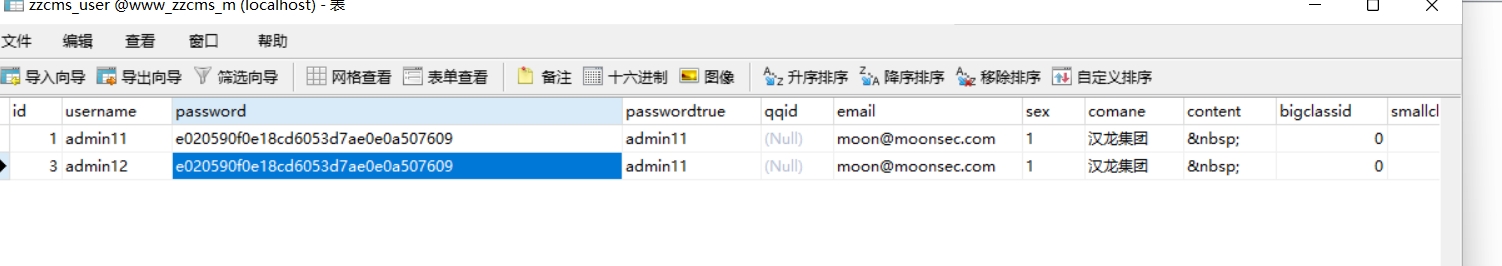 zzcms_user @www_zzcms_m (localhost) - 表
文件 编辑 查看 窗口 帮助
导入向导 导出向导 筛选向导 网格查看 表单查看 备注 十六进制 图像 升序排序 降序排序 移除排序 自定义排序
id username password passwordtrue qqid email sex comane content bigclassid smallcl
1 admin11 e020590f0e18cd6053d7ae0e0a507609 admin11 (Null) moon@moonsec.com 1 汉龙集团 &nbsp; 0
3 admin12 e020590f0e18cd6053d7ae0e0a507609 admin11 (Null) moon@moonsec.com 1 汉龙集团 &nbsp; 0